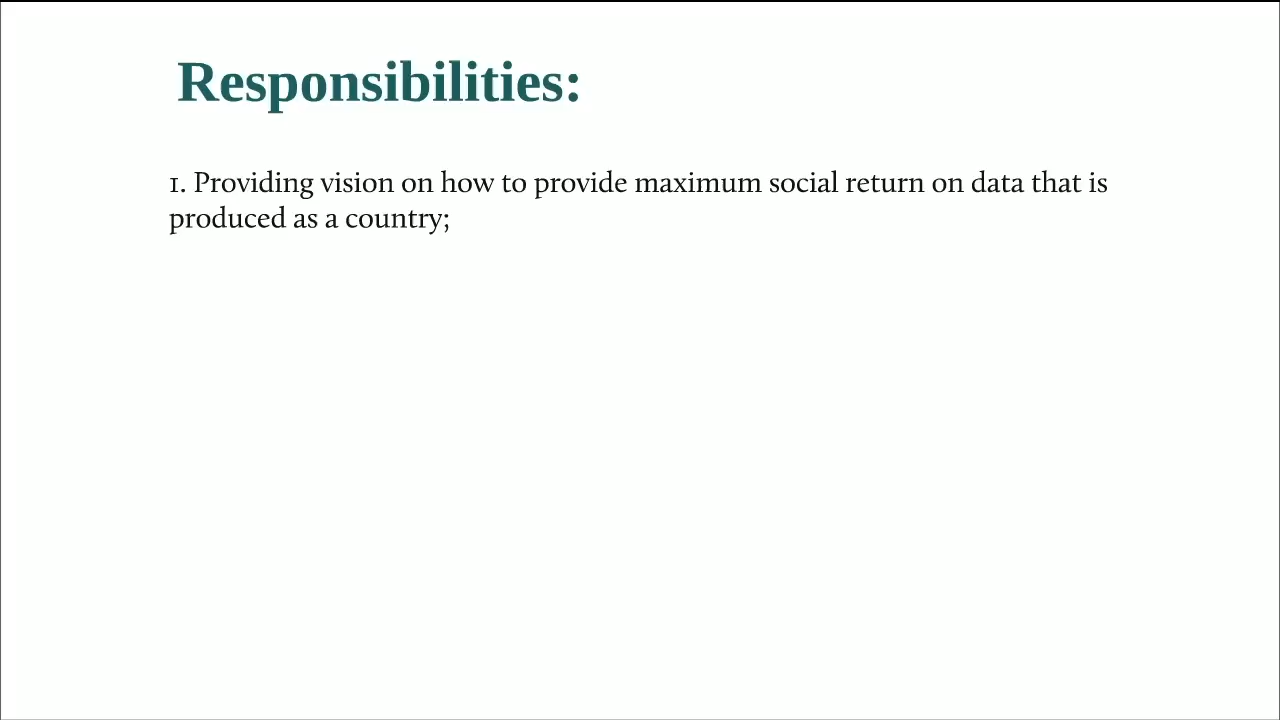 Responsibilities:
1. Providing vision on how to provide maximum social return on data that is
produced as a country;